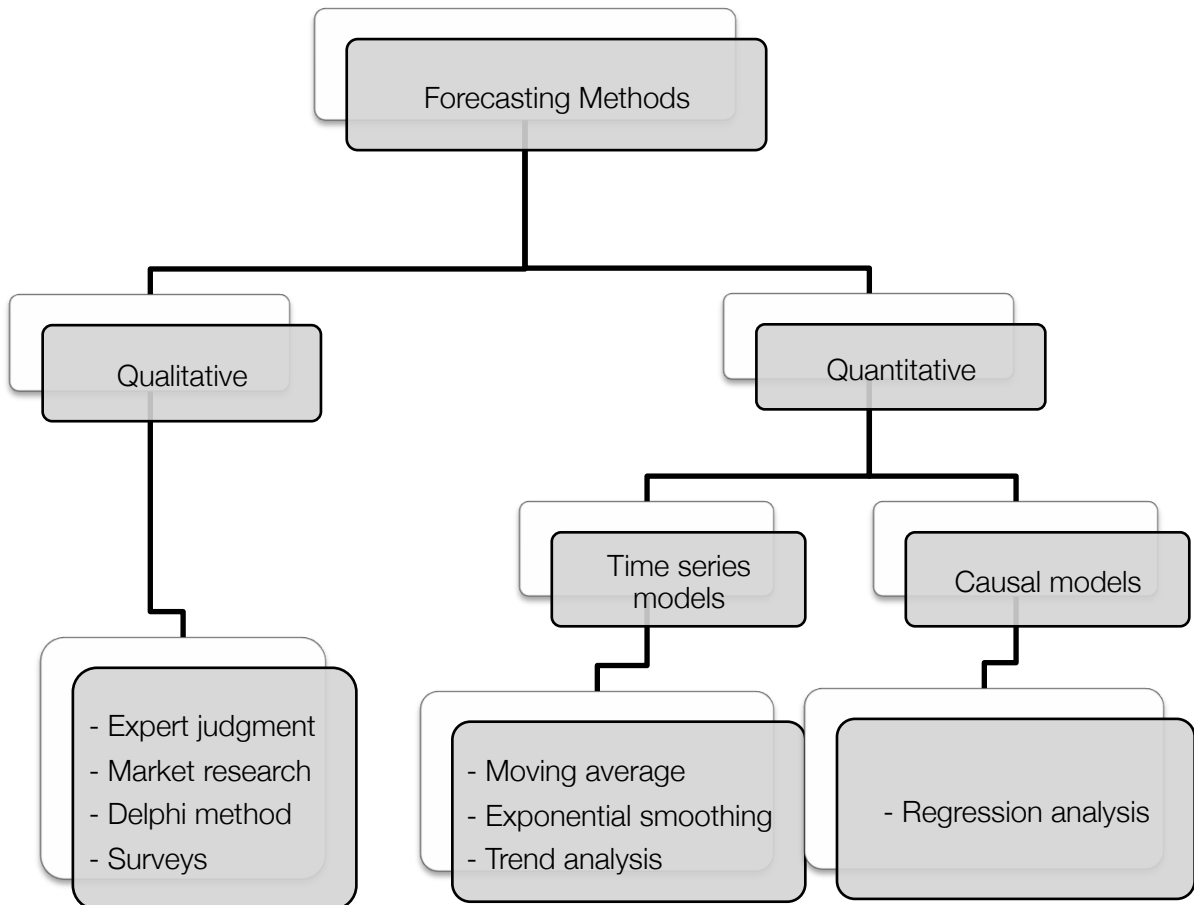 Forecasting Methods
Qualitative
Quantitative
Time series
models
Causal models
- Expert judgment
- Market research
- Delphi method
- Surveys
- Moving average
- Exponential smoothing
- Trend analysis
- Regression analysis